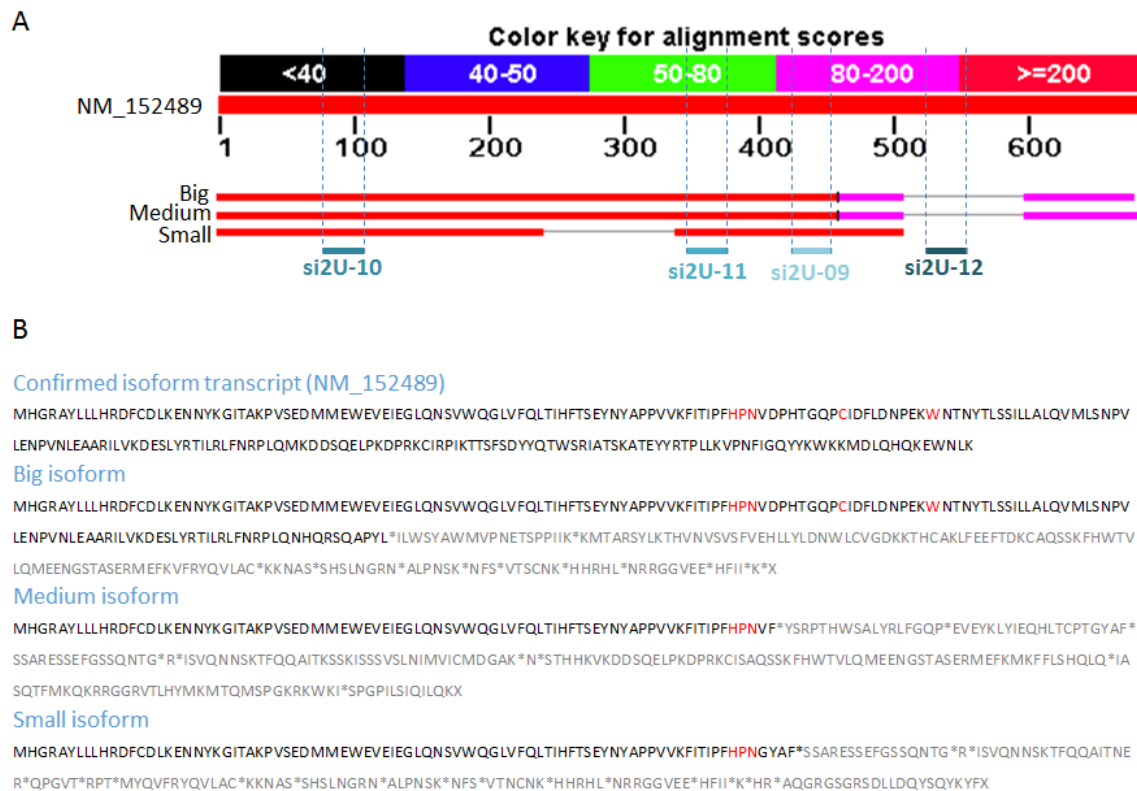 A
Color key for alignment scores
<40 40-50 50-80 80-200 >=200
NM_152489
1 100 200 300 400 500 600
Big
Medium
Small
si2U-10 si2U-11 si2U-09 si2U-12
B
Confirmed isoform transcript (NM_152489)
MHGRAYLLLHRDFCDLKENNYKGITAKPVSEDMMEWEVEIEGLQNSVWQGLVFQLTIHFTSEYNYAPPVVKFITIPFHPNVDPHTGQPCIDFLDNPEKWNTNYTLSSILLALQVMLSNPV
LENPVNLEAARILVKDESLYRTILRLFNRPLQMKDDSQELPKDPRKCIRPIKTTSFSDYYQTWSRIATSKATEYYRTPLLKVPNFIGQYYKWKKMDLQHQKEWNLK
Big isoform
MHGRAYLLLHRDFCDLKENNYKGITAKPVSEDMMEWEVEIEGLQNSVWQGLVFQLTIHFTSEYNYAPPVVKFITIPFHPNVDPHTGQPCIDFLDNPEKWNTNYTLSSILLALQVMLSNPV
LENPVNLEAARILVKDESLYRTILRLFNRPLQNHQRSQAPYL*ILWSYAWMVPNETSPPIIK*KMTARSYLKTHVNVSVSFVEHLLYLDNWLCVGDKKTHCAKLFEEFTDKCAQSSKFHWTV
LQMEENGSTASERMEFKVFRYQVLAC*KKNAS*SHSLNGRN*ALPNSK*NFS*VTSCNK*HHRHL*NRRGGVEE*HFII*K*X
Medium isoform
MHGRAYLLLHRDFCDLKENNYKGITAKPVSEDMMEWEVEIEGLQNSVWQGLVFQLTIHFTSEYNYAPPVVKFITIPFHPNVF*YSRPTHWSALYRLFGQP*EVEYKLYIEQHLTCPTGYAF*
SSARESSEFGSSQNTG*R*ISVQNNSKTFQQAITKSSKISSSVSLNIMVICMDGAK*N*STHHKVKDDSQELPKDPRKCISAQSSKFHWTVLQMEENGSTASERMEFKMKFFLSHQLQ*IA
SQTFMKQKRRGGRVTLHYMKMTQMSPGKRKWKI*SPGPILSIQILQKX
Small isoform
MHGRAYLLLHRDFCDLKENNYKGITAKPVSEDMMEWEVEIEGLQNSVWQGLVFQLTIHFTSEYNYAPPVVKFITIPFHPNGYAF*SSARESSEFGSSQNTG*R*ISVQNNSKTFQQAITNE
R*QPGVT*RPT*MYQVFRYQVLAC*KKNAS*SHSLNGRN*ALPNSK*NFS*VTNCNK*HHRHL*NRRGGVEE*HFII*K*HR*AQGRGSGRSDLLDQYSQYKYFX